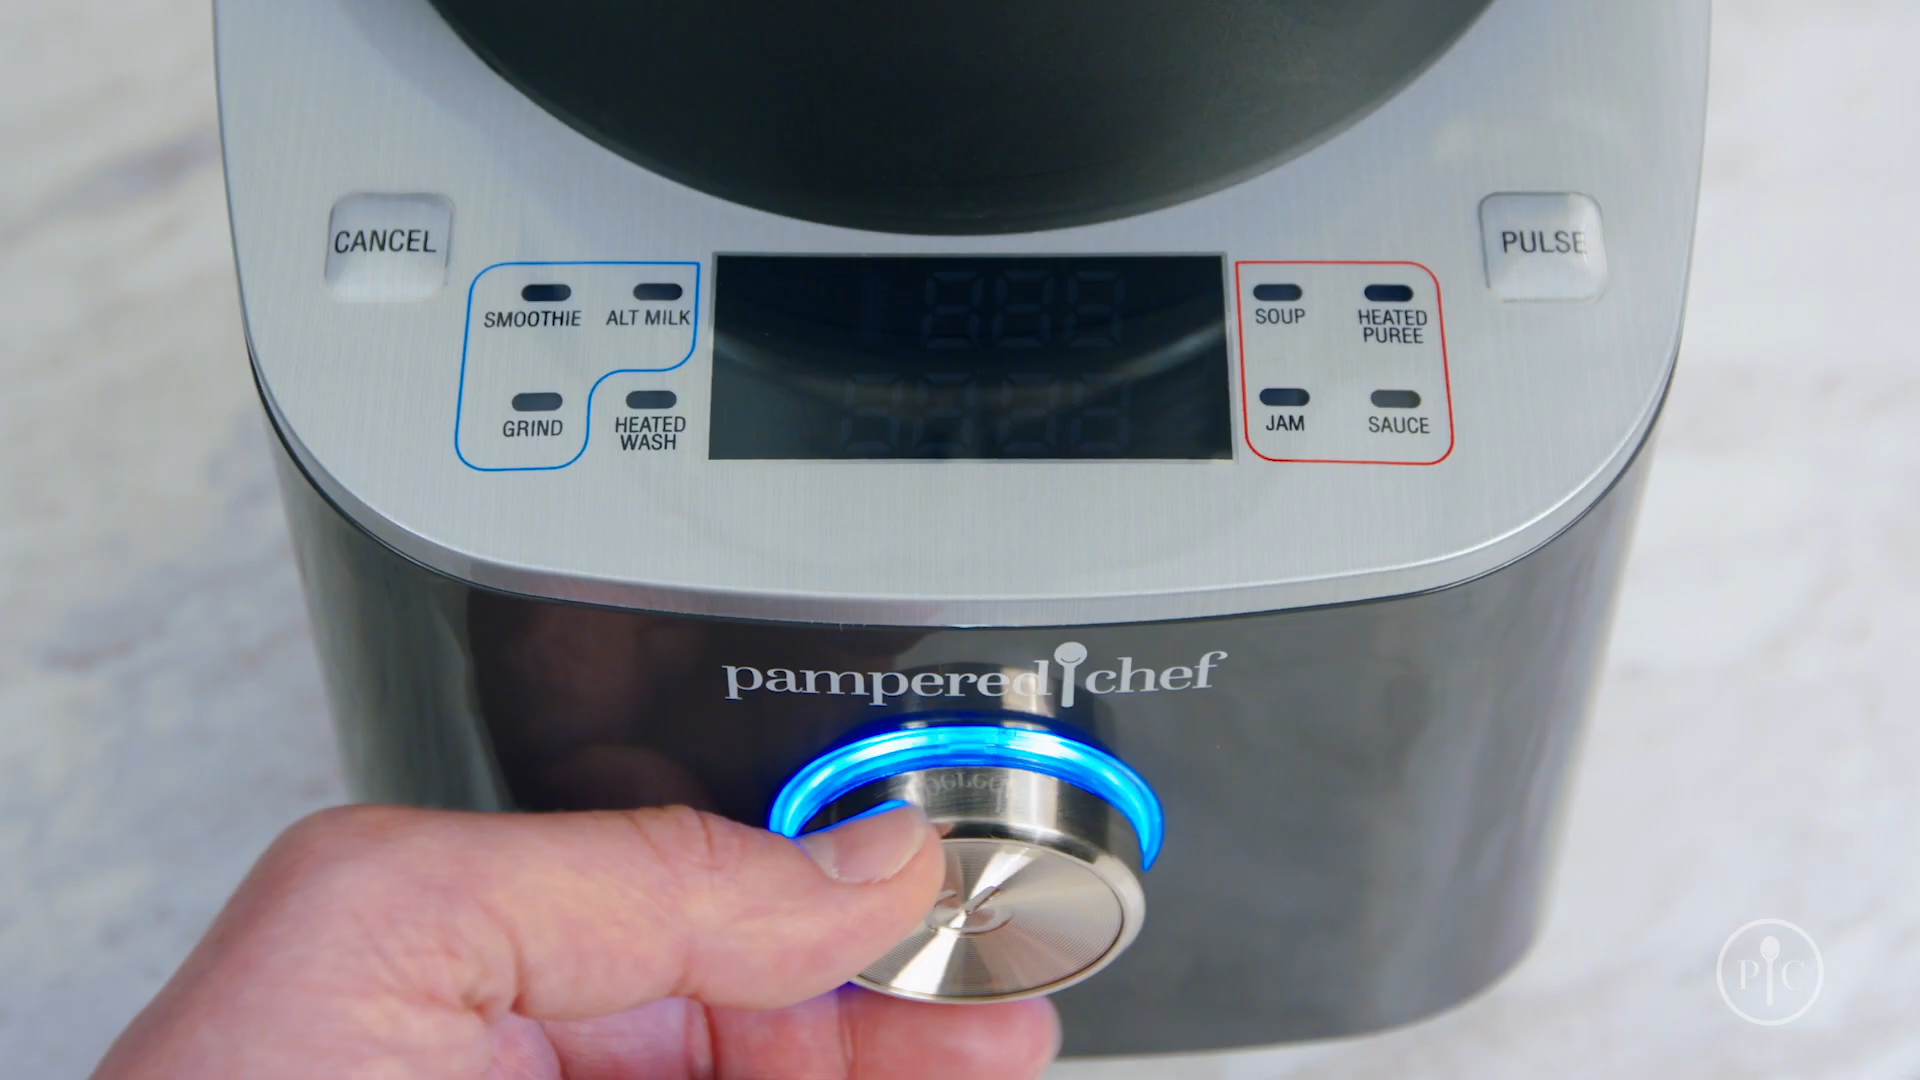 CANCEL
PULSE
SMOOTHIE
ALT MILK
SOUP
HEATED
PUREE
GRIND
HEATED
WASH
JAM
SAUCE
pampered chef
PC